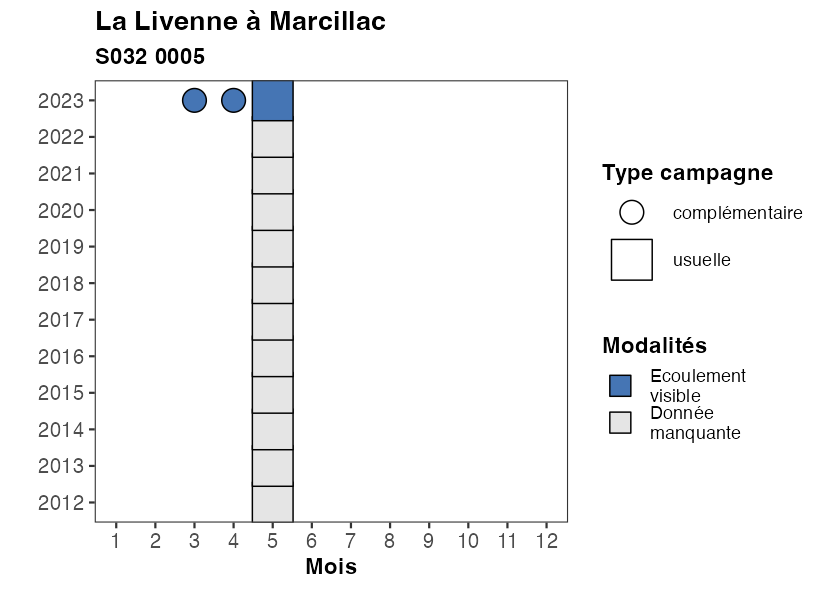 La Livenne à Marcillac
S032 0005
2023
2022
2021
2020
2019
2018
2017
2016
2015
2014
2013
2012
1 2 3 4 5 6 7 8 9 10 11 12
Mois
Type campagne
complémentaire
usuelle
Modalités
Ecoulement
visible
Donnée
manquante